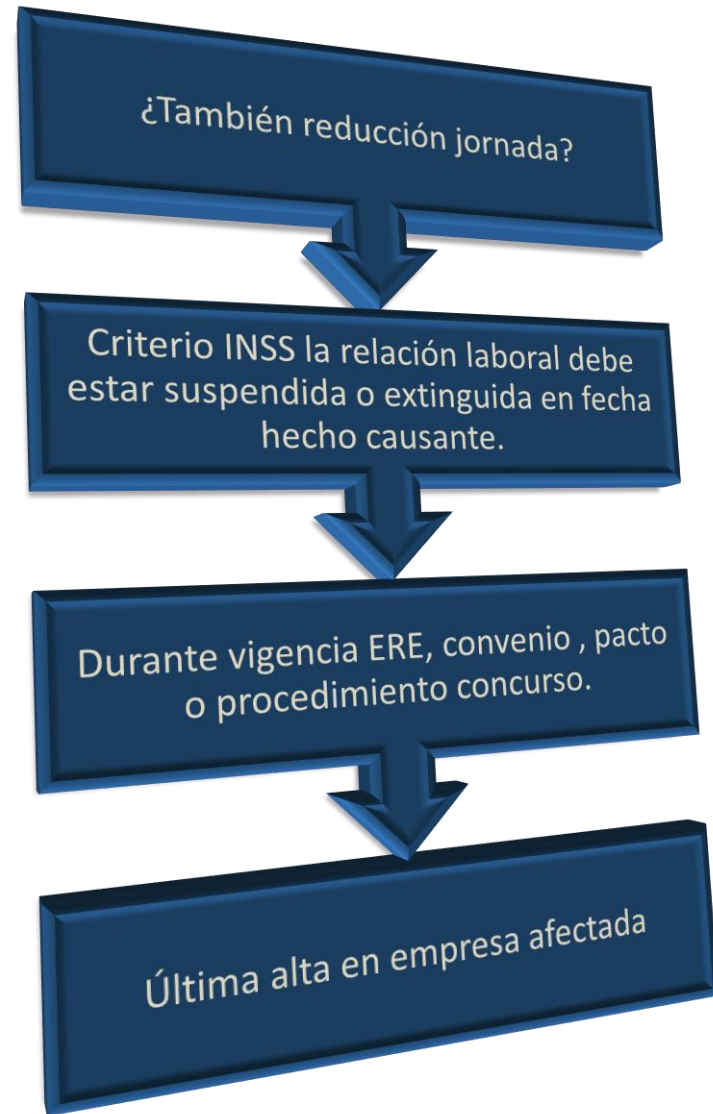 ¿También reducción jornada?
Criterio INSS la relación laboral debe
estar suspendida o extinguida en fecha
hecho causante.
Durante vigencia ERE, convenio , pacto
o procedimiento concurso.
Última alta en empresa afectada